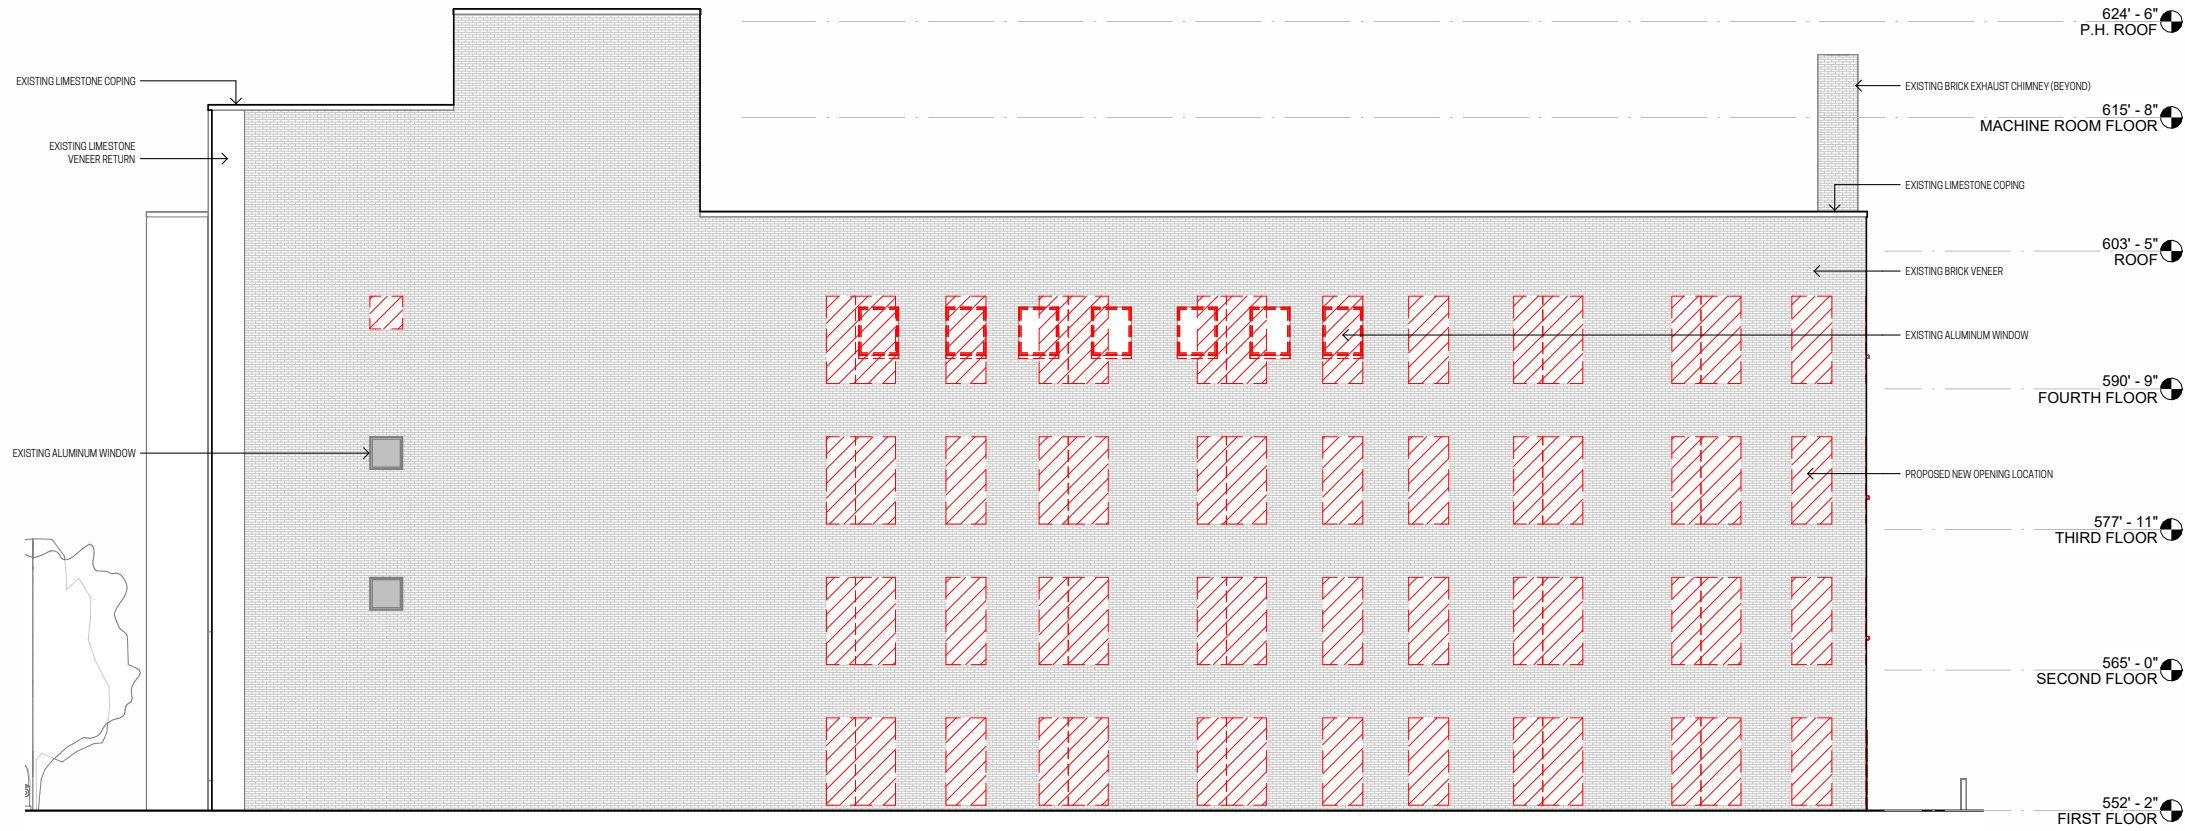 624' - 6"
P.H. ROOF
EXISTING LIMESTONE COPING
EXISTING BRICK EXHAUST CHIMNEY (BEYOND)
615' - 8"
MACHINE ROOM FLOOR
EXISTING LIMESTONE
VENEER RETURN
EXISTING LIMESTONE COPING
603' - 5"
ROOF
EXISTING BRICK VENEER
EXISTING ALUMINUM WINDOW
590' - 9"
FOURTH FLOOR
EXISTING ALUMINUM WINDOW
PROPOSED NEW OPENING LOCATION
577' - 11"
THIRD FLOOR
565' - 0"
SECOND FLOOR
552' - 2"
FIRST FLOOR